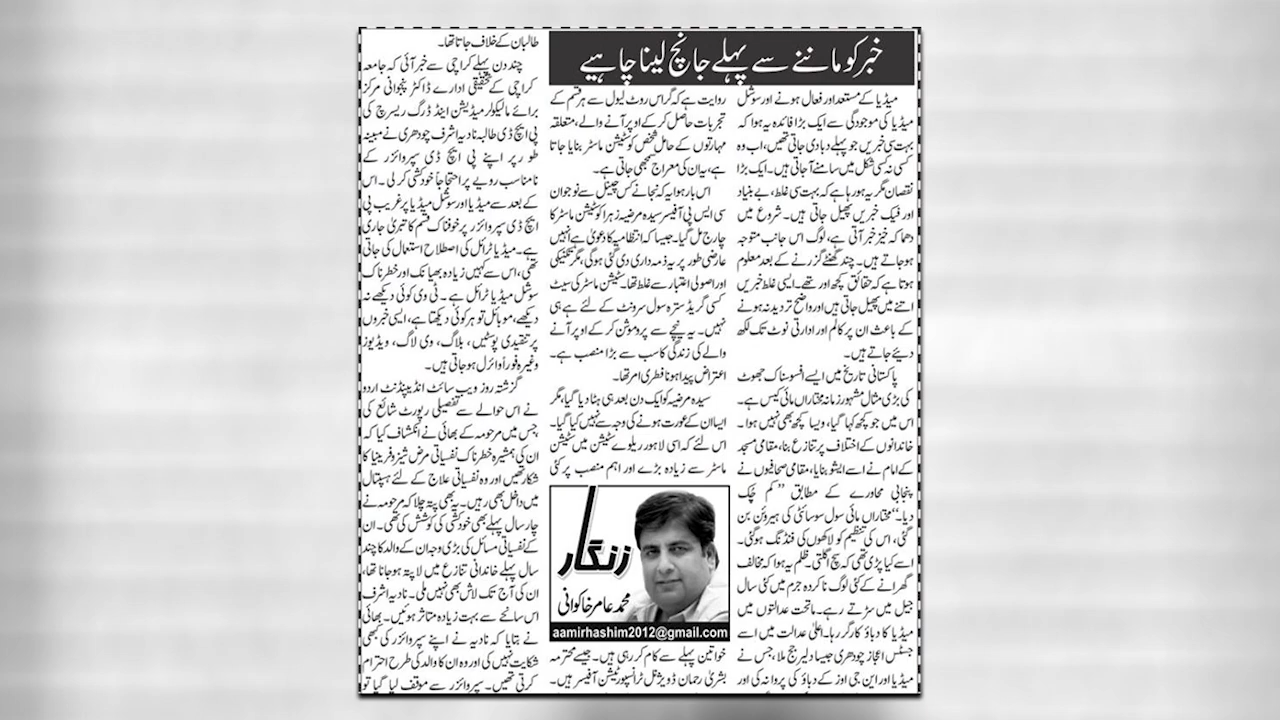 خبر کو ماننے سے پہلے جانچ لینا چاہیے
میڈیا کے مستعد اور فعال ہونے اور سوشل
میڈیا کی موجودگی سے ایک بڑا فائدہ یہ ہوا کہ
بہت سی خبریں جو پہلے دبا دی جاتی تھیں، اب وہ
کسی نہ کسی شکل میں سامنے آجاتی ہیں۔ ایک بڑا
نقصان مگر یہ ہو رہا ہے کہ بہت سی غلط، بے بنیاد
اور فیک خبریں پھیل جاتی ہیں۔ شروع میں
دھماکہ خیز خبر آتی ہے، لوگ اس جانب متوجہ
ہوجاتے ہیں۔ چند گھنٹے گزرنے کے بعد معلوم
ہوتا ہے کہ حقائق کچھ اور تھے۔ ایسی غلط خبریں
اتنے میں پھیل جاتی ہیں اور واضح تردید نہ ہونے
کے باعث ان پر کالم اور ادارتی نوٹ تک لکھ
دیئے جاتے ہیں۔
پاکستانی تاریخ میں ایسے افسوسناک جھوٹ
کی بڑی مثال مشہور زمانہ مختاراں مائی کیس ہے۔
اس میں جو کچھ کہا گیا، ویسا کچھ بھی نہیں ہوا۔
خاندانوں کے اختلاف پر تنازع بنا، مقامی مسجد
کے امام نے اسے ایشو بنایا، مقامی صحافیوں نے
پنجابی محاورے کے مطابق ’’کم چک
دیا۔‘‘ مختاراں مائی سول سوسائٹی کی ہیروئن بن
گئی، اس کی تنظیم کو لاکھوں کی فنڈنگ ہوگئی۔
اسے کیا پڑی تھی کہ سچ اگلتی۔ ظلم یہ ہوا کہ مخالف
گھرانے کے کئی لوگ ناکردہ جرم میں کئی سال
جیل میں سڑتے رہے۔ ماتحت عدالتوں میں
میڈیا کا دباؤ کارگر رہا۔ اعلیٰ عدالت میں اسے
جسٹس اعجاز چودھری جیسا دلیر جج ملا، جس نے
میڈیا اور این جی اوز کے دباؤ کی پروا نہ کی اور
روایت ہے کہ گراس روٹ لیول سے ہر قسم کے
تجربات حاصل کر کے اوپر آنے والے، متعلقہ
مہارتوں کے حامل شخص کو سٹیشن ماسٹر بنایا جاتا
ہے، یہ ان کی معراج سمجھی جاتی ہے۔
اس بار ہوا یہ کہ نجانے کس چینل سے نوجوان
سی ایس پی آفیسر سیدہ مرضیہ زہرا کو سٹیشن ماسٹر کا
چارج مل گیا۔ جیسا کہ انتظامیہ کا دعویٰ ہے انہیں
عارضی طور پر یہ ذمہ داری دی گئی ہوگی، مگر تکنیکی
اور اصولی اعتبار سے غلط تھا۔ سٹیشن ماسٹر کی سیٹ
کسی گریڈ سترہ سول سرونٹ کے لئے ہے ہی
نہیں۔ یہ نیچے سے پروموشن کر کے اوپر آنے
والے کی زندگی کا سب سے بڑا منصب ہے۔
اعتراض پیدا ہونا فطری امر تھا۔
سیدہ مرضیہ کو ایک دن بعد ہی ہٹا دیا گیا، مگر
ایسا ان کے عورت ہونے کی وجہ سے نہیں کیا گیا۔
اس لئے کہ اسی لاہور ریلوے سٹیشن میں سٹیشن
ماسٹر سے زیادہ بڑے اور اہم منصب پر کئی
زنگار
محمد عامر خاکوانی
aamirhashim2012@gmail.com
خواتین پہلے سے کام کر رہی ہیں۔ جیسے محترمہ
بشریٰ رحمان ڈویژنل ٹرانسپورٹیشن آفیسر ہیں۔
طالبان کے خلاف جاتا تھا۔
چند دن پہلے کراچی سے خبر آئی کہ جامعہ
کراچی کے تحقیقی ادارے ڈاکٹر پنجوانی مرکز
برائے مالیکولر میڈیشن اینڈ ڈرگ ریسرچ کی
پی ایچ ڈی طالبہ نادیہ اشرف چودھری نے مبینہ
طور پر اپنے پی ایچ ڈی سپروائزر کے
نامناسب رویے پر احتجاجاً خودکشی کر لی۔ اس
کے بعد سے میڈیا اور سوشل میڈیا پر غریب پی
ایچ ڈی سپروائزر پر خوفناک قسم کا تبریٰ جاری
ہے۔ میڈیا ٹرائل کی اصطلاح استعمال کی جاتی
تھی، اس سے کہیں زیادہ بھیانک اور خطرناک
سوشل میڈیا ٹرائل ہے۔ ٹی وی کوئی دیکھے نہ
دیکھے، موبائل تو ہر کوئی دیکھتا ہے، ایسی خبروں
پر تنقیدی پوسٹیں، بلاگ، وی لاگ، ویڈیوز
وغیرہ فوراً وائرل ہوجاتی ہیں۔
گزشتہ روز ویب سائٹ انڈیپنڈنٹ اردو
نے اس حوالے سے تفصیلی رپورٹ شائع کی
جس میں مرحومہ کے بھائی نے انکشاف کیا کہ
ان کی ہمشیرہ خطرناک نفسیاتی مرض شیزوفرینیا کا
شکار تھیں اور وہ نفسیاتی علاج کے لئے ہسپتال
میں داخل بھی رہیں۔ یہ بھی پتہ چلا کہ مرحومہ نے
چار سال پہلے بھی خودکشی کی کوشش کی تھی۔ ان
کے نفسیاتی مسائل کی بڑی وجہ ان کے والد کا چند
سال پہلے خاندانی تنازع میں لاپتہ ہوجانا تھا،
ان کی آج تک لاش بھی نہیں ملی۔ نادیہ اشرف
اس سانحے سے بہت زیادہ متاثر ہوئیں۔ بھائی
نے بتایا کہ نادیہ نے اپنے سپروائزر کی بھی
شکایت نہیں کی اور وہ ان کا والد کی طرح احترام
کرتی تھیں۔ سپروائزر سے موقف لیا گیا تو